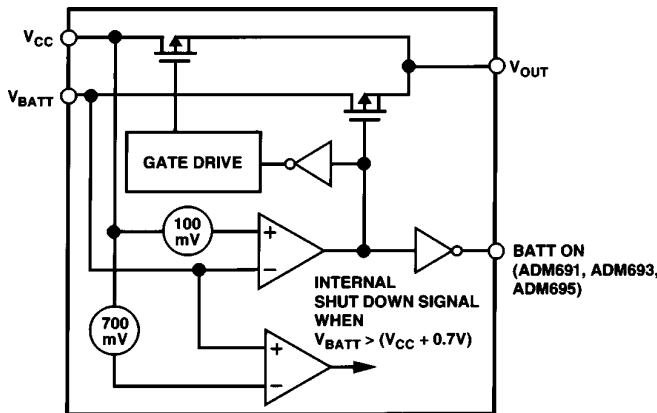 VCC
VBATT
VOUT
GATE DRIVE
100
mV
+
−
BATT ON
(ADM691, ADM693,
ADM695)
INTERNAL
SHUT DOWN SIGNAL
WHEN
VBATT > (VCC + 0.7V)
700
mV
+
−